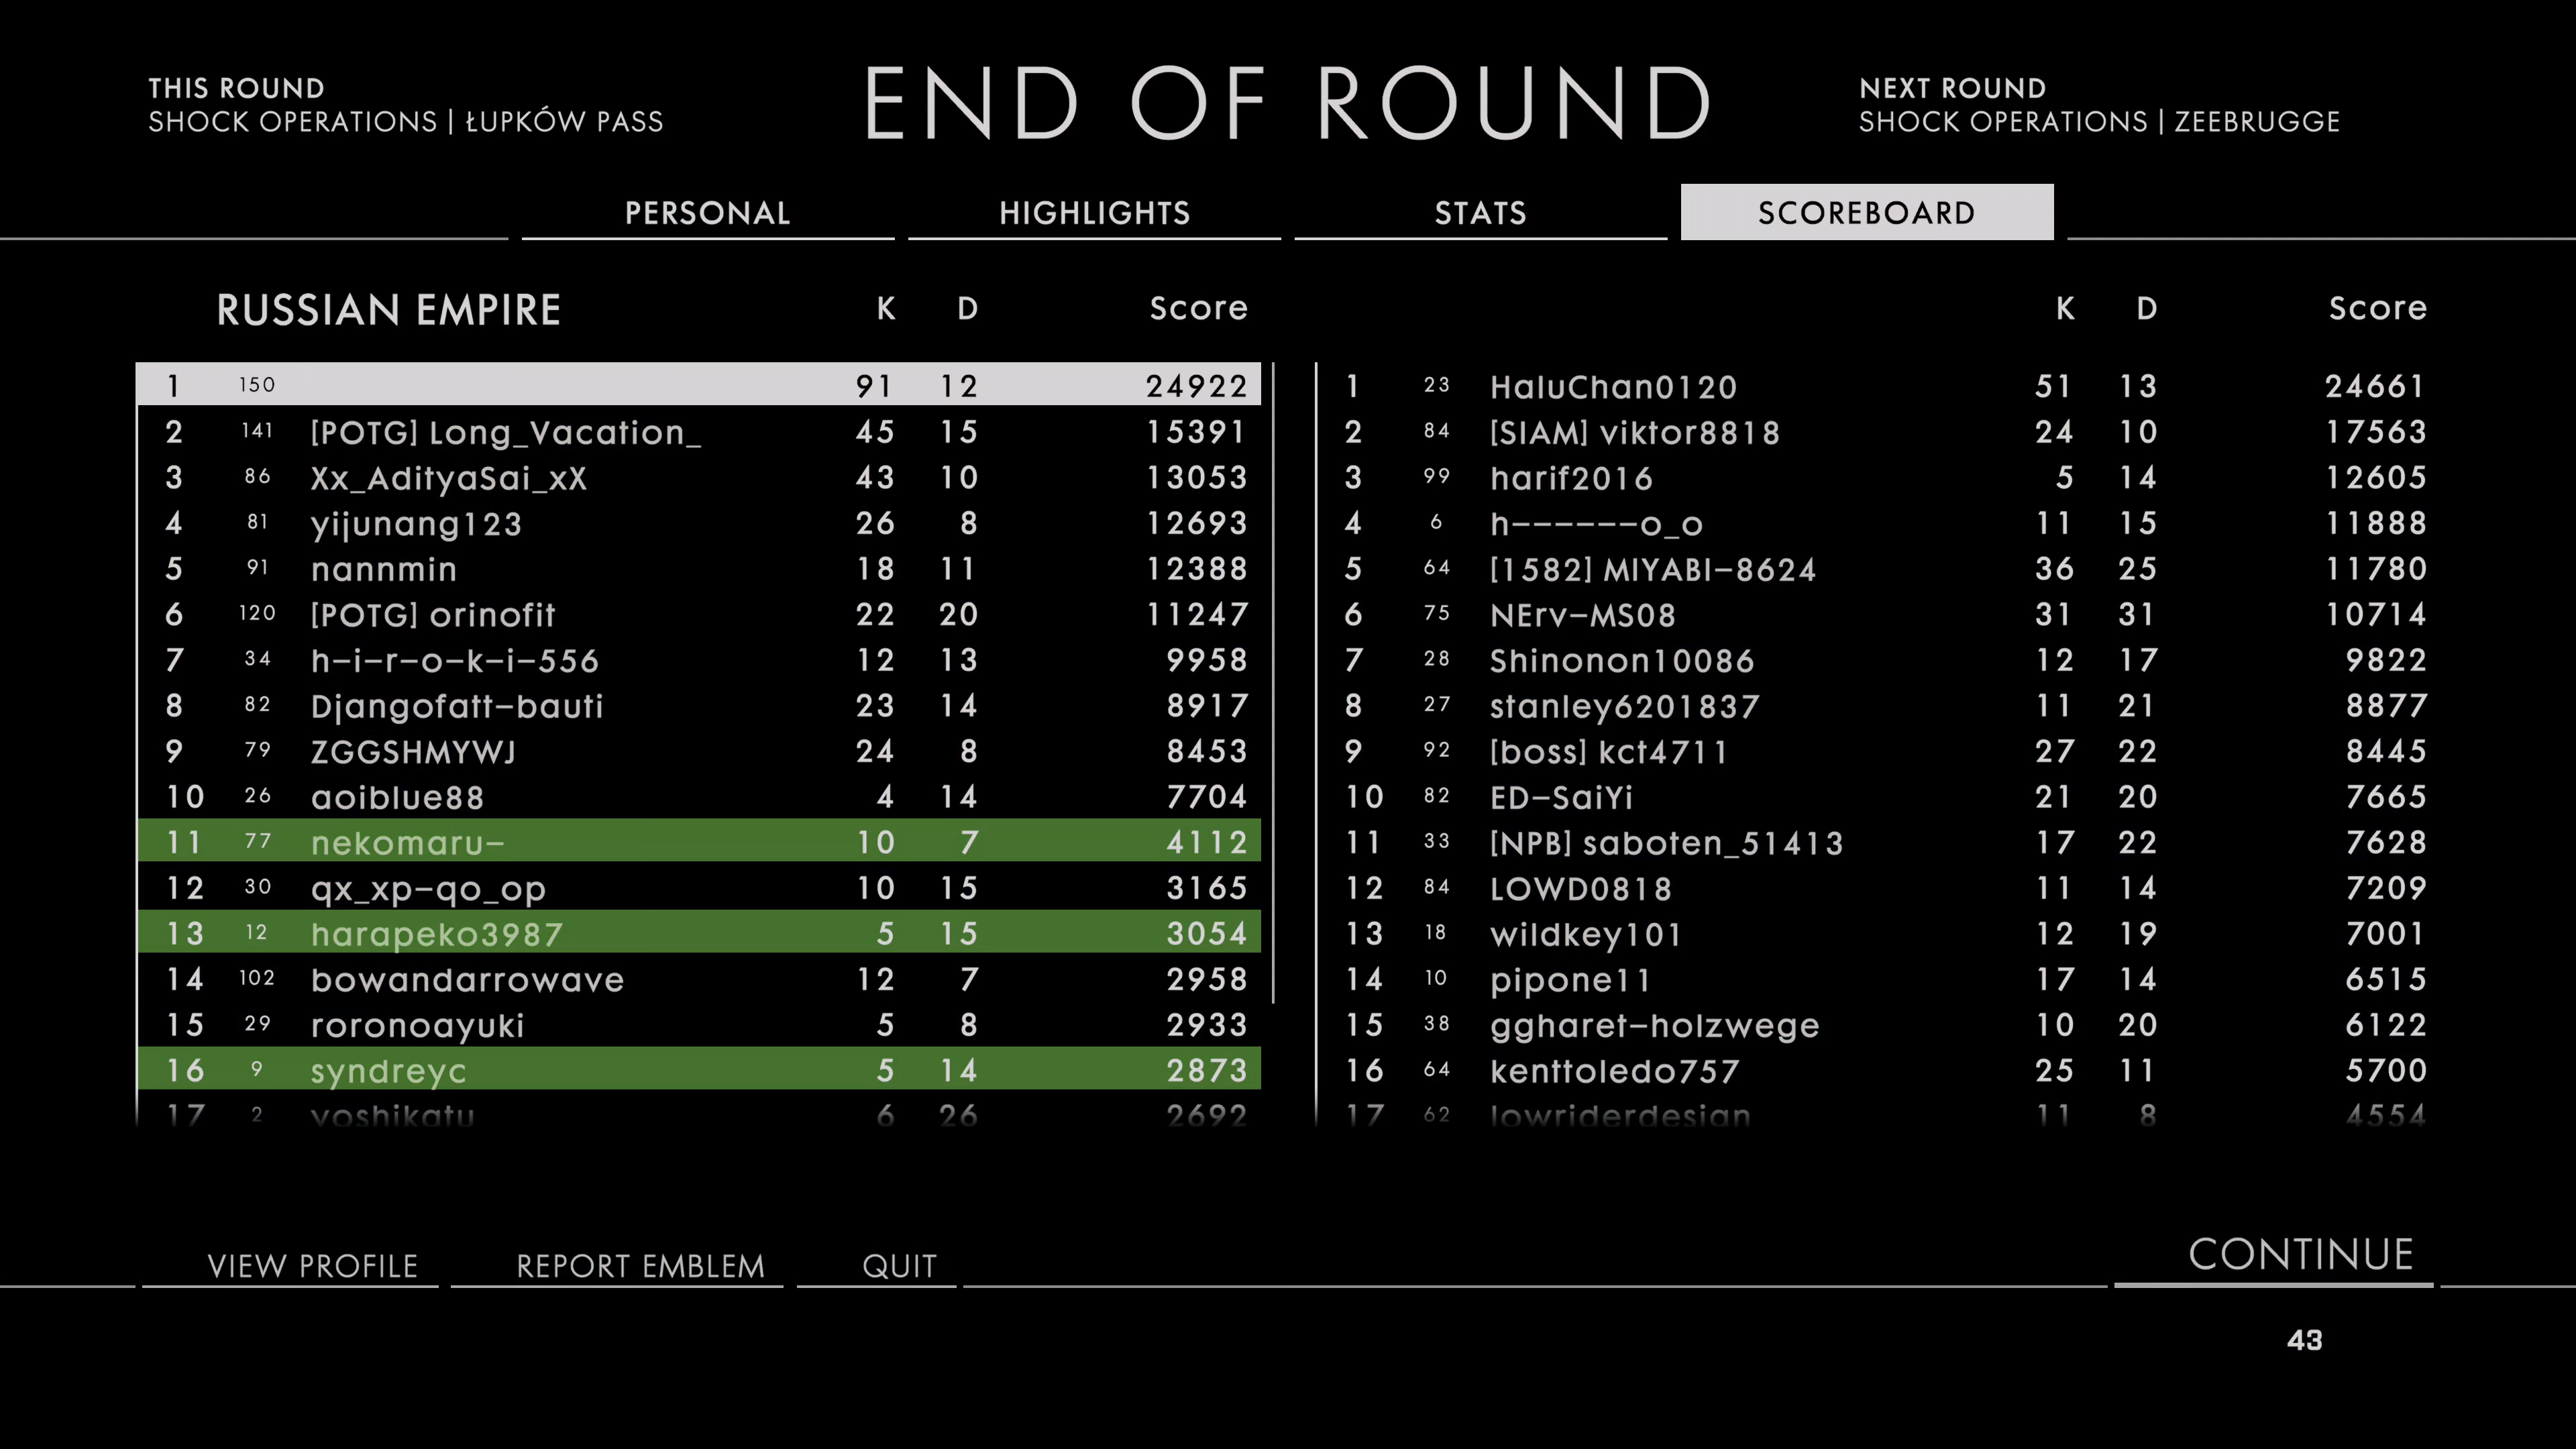 THIS ROUND
SHOCK OPERATIONS | ŁUPKÓW PASS
END OF ROUND
NEXT ROUND
SHOCK OPERATIONS | ZEEBRUGGE
PERSONAL HIGHLIGHTS STATS SCOREBOARD
RUSSIAN EMPIRE K D Score
1 150 91 12 24922
2 141 [POTG] Long_Vacation_ 45 15 15391
3 86 Xx_AdityaSai_xX 43 10 13053
4 81 yijunang123 26 8 12693
5 91 nannmin 18 11 12388
6 120 [POTG] orinofit 22 20 11247
7 34 h-i-r-o-k-i-556 12 13 9958
8 82 Djangofatt-bauti 23 14 8917
9 79 ZGGSHMYWJ 24 8 8453
10 26 aoiblue88 4 14 7704
11 77 nekomaru- 10 7 4112
12 30 qx_xp-qo_op 10 15 3165
13 12 harapeko3987 5 15 3054
14 102 bowandarrowave 12 7 2958
15 29 roronoayuki 5 8 2933
16 9 syndreyc 5 14 2873
17 2 yoshikatu 6 26 2692
K D Score
1 23 HaluChan0120 51 13 24661
2 84 [SIAM] viktor8818 24 10 17563
3 99 harif2016 5 14 12605
4 6 h------o_o 11 15 11888
5 64 [1582] MIYABI-8624 36 25 11780
6 75 NErv-MS08 31 31 10714
7 28 Shinonon10086 12 17 9822
8 27 stanley6201837 11 21 8877
9 92 [boss] kct4711 27 22 8445
10 82 ED-SaiYi 21 20 7665
11 33 [NPB] saboten_51413 17 22 7628
12 84 LOWD0818 11 14 7209
13 18 wildkey101 12 19 7001
14 10 pipone11 17 14 6515
15 38 ggharet-holzwege 10 20 6122
16 64 kenttoledo757 25 11 5700
17 62 lowriderdesign 11 8 4554
VIEW PROFILE REPORT EMBLEM QUIT CONTINUE
43